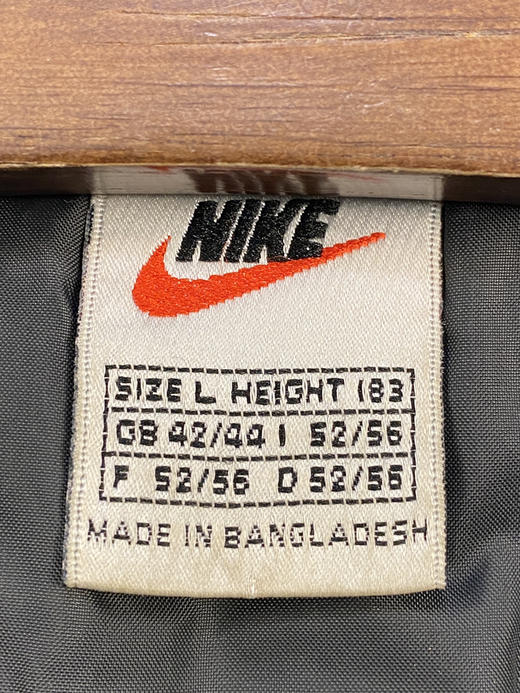 NIKE
SIZE L HEIGHT 183
GB 42/44 I 52/56
F 52/56 D 52/56
MADE IN BANGLADESH